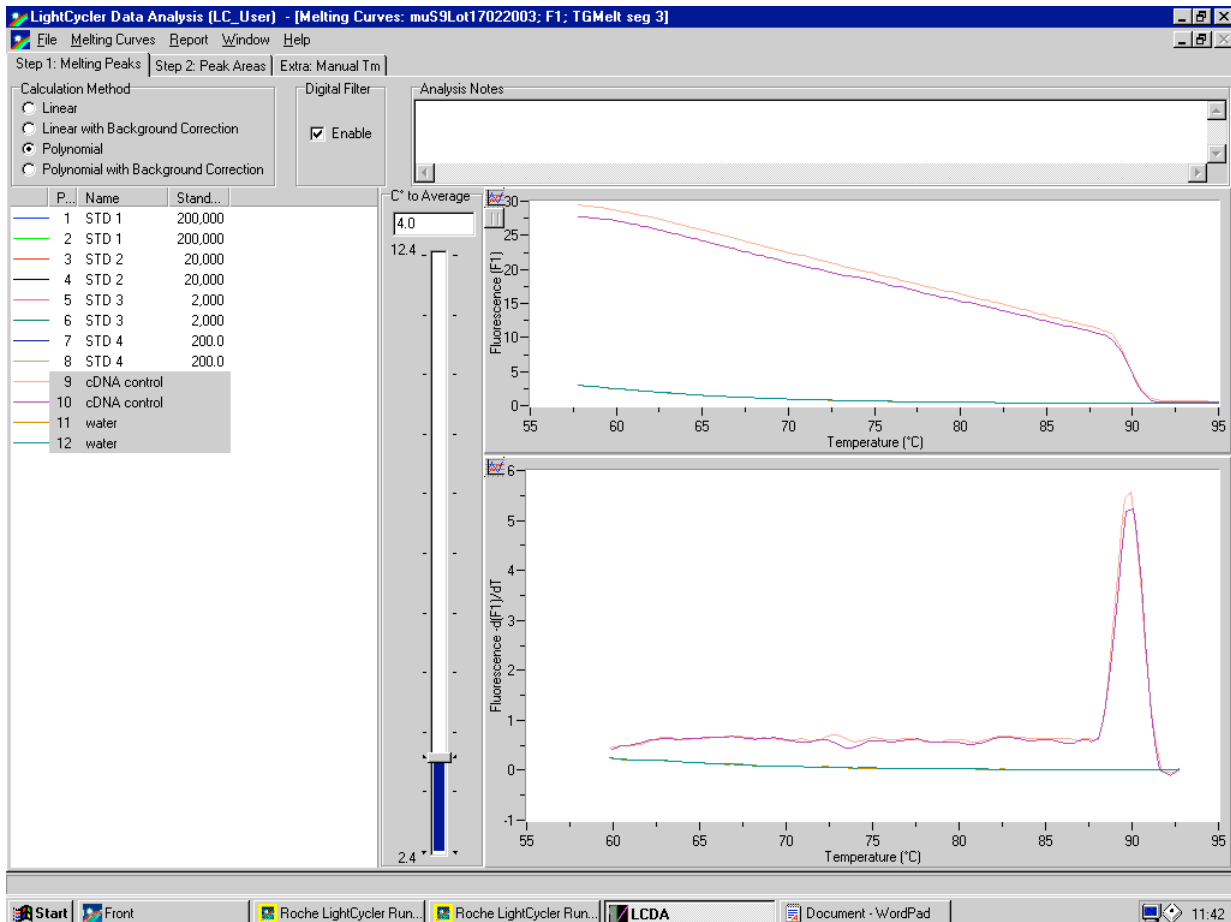 LightCycler Data Analysis (LC_User) - [Melting Curves: muS9Lot17022003; F1; TGMelt seg 3]
File Melting Curves Report Window Help
Step 1: Melting Peaks Step 2: Peak Areas Extra: Manual Tm
Calculation Method
Linear
Linear with Background Correction
Polynomial
Polynomial with Background Correction
Digital Filter
Enable
Analysis Notes
P... Name Stand...
1 STD 1 200,000
2 STD 1 200,000
3 STD 2 20,000
4 STD 2 20,000
5 STD 3 2,000
6 STD 3 2,000
7 STD 4 200.0
8 STD 4 200.0
9 cDNA control
10 cDNA control
11 water
12 water
C° to Average
4.0
12.4
2.4
Fluorescence (F1)
30
25
20
15
10
5
0
55 60 65 70 75 80 85 90 95
Temperature (°C)
Fluorescence -d(F1)/dT
6
5
4
3
2
1
0
-1
55 60 65 70 75 80 85 90 95
Temperature (°C)
Start Front Roche LightCycler Run... Roche LightCycler Run... LCDA Document - WordPad 11:42